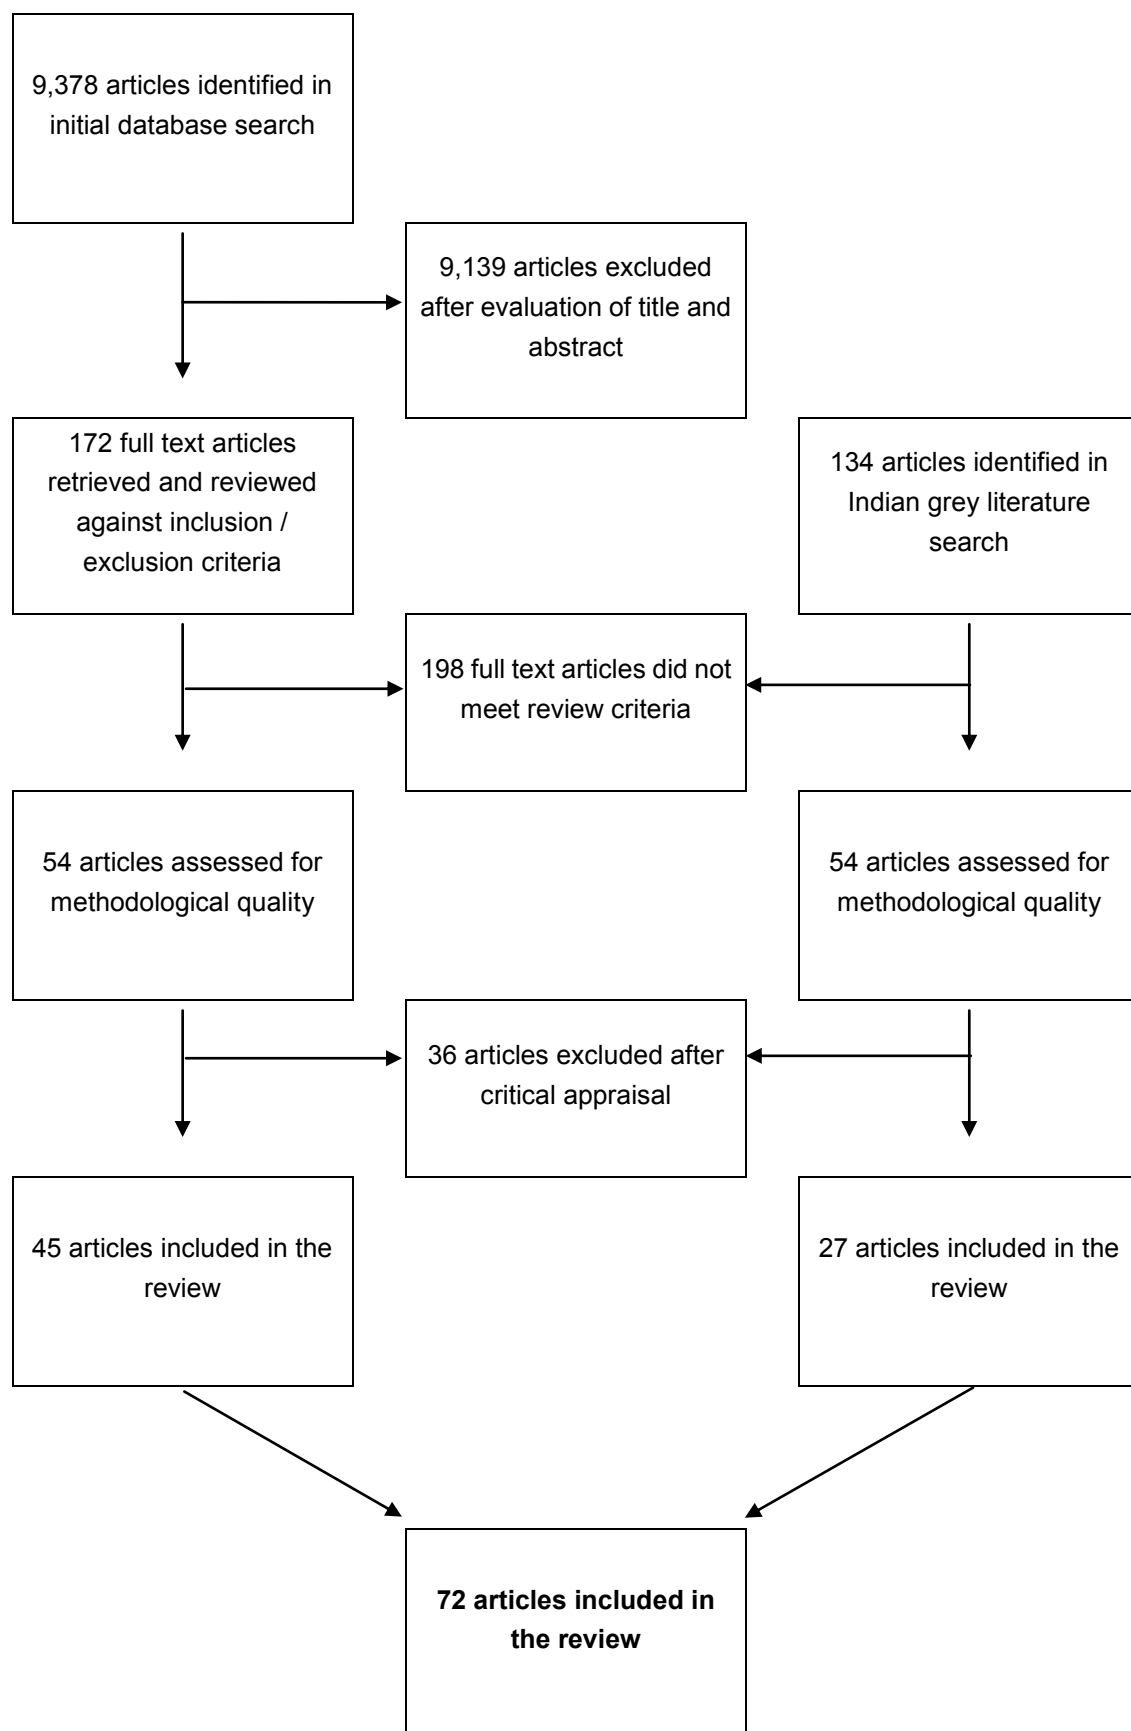 9,378 articles identified in
initial database search
9,139 articles excluded
after evaluation of title and
abstract
172 full text articles
retrieved and reviewed
against inclusion /
exclusion criteria
134 articles identified in
Indian grey literature
search
198 full text articles did not
meet review criteria
54 articles assessed for
methodological quality
54 articles assessed for
methodological quality
36 articles excluded after
critical appraisal
45 articles included in the
review
27 articles included in the
review
72 articles included in
the review